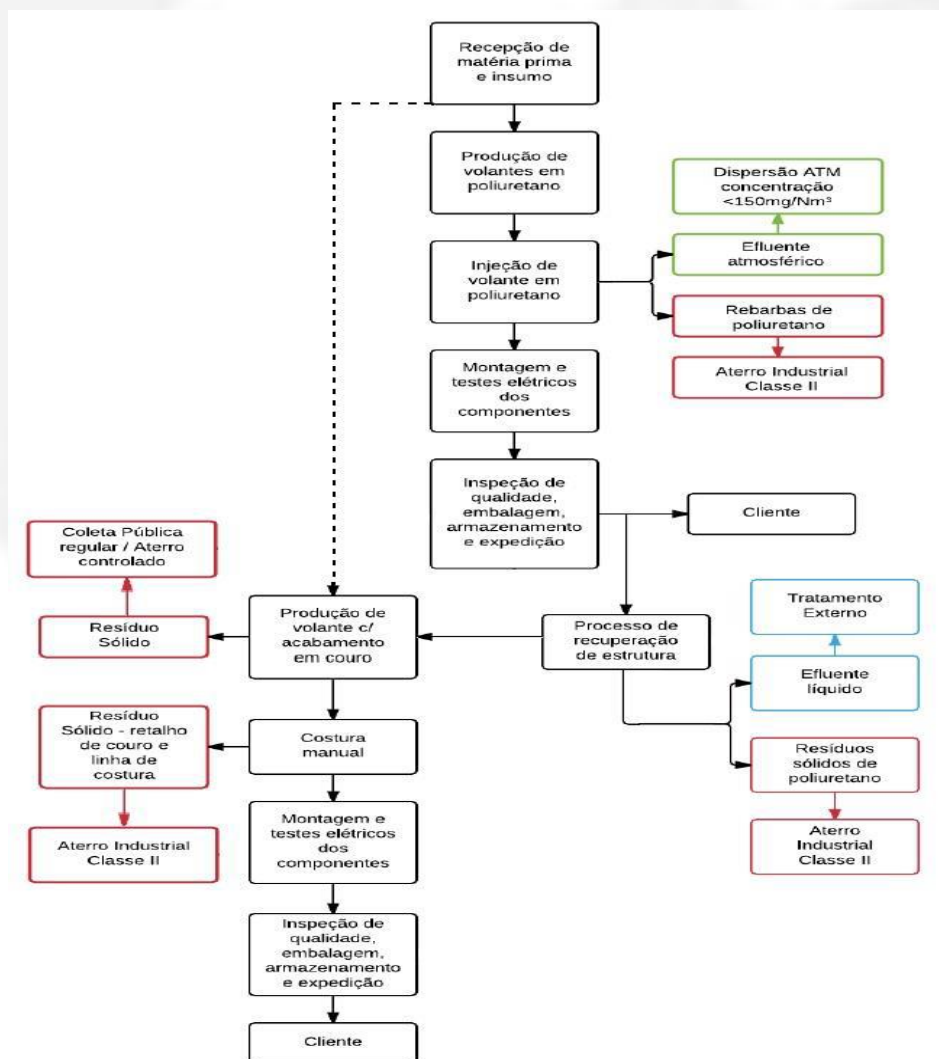 Recepção de
matéria prima
e insumo
Produção de
volantes em
poliuretano
Dispersão ATM
concentração
<150mg/Nm³
Injeção de
volante em
poliuretano
Efluente
atmosférico
Rebarbas de
poliuretano
Aterro Industrial
Classe II
Montagem e
testes elétricos
dos
componentes
Inspeção de
qualidade,
embalagem,
armazenamento
e expedição
Cliente
Coleta Pública
regular / Aterro
controlado
Resíduo
Sólido
Produção de
volante c/
acabamento
em couro
Processo de
recuperação
de estrutura
Tratamento
Externo
Efluente
líquido
Resíduo
Sólido - retalho
de couro e
linha de
costura
Costura
manual
Resíduos
sólidos de
poliuretano
Aterro Industrial
Classe II
Montagem e
testes elétricos
dos
componentes
Aterro
Industrial
Classe II
Inspeção de
qualidade,
embalagem,
armazenamento
e expedição
Cliente